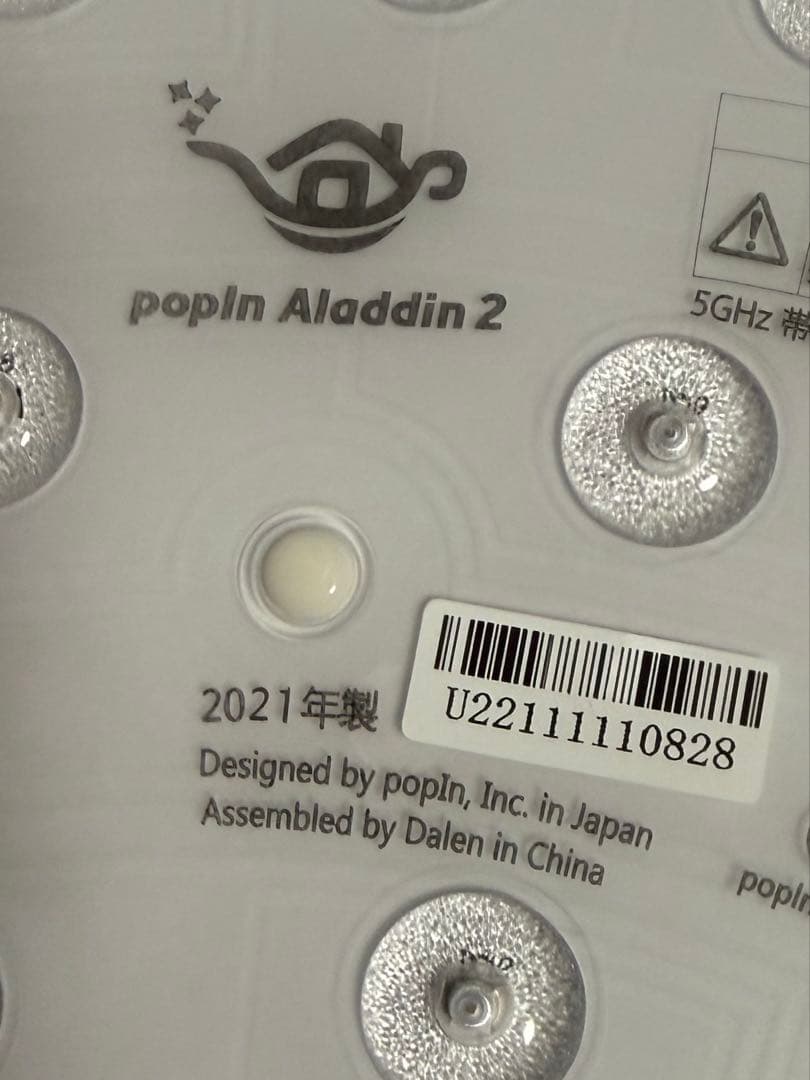 popIn Aladdin 2
5GHz 帯
U22111110828
2021年製
Designed by popIn, Inc. in Japan
Assembled by Dalen in China
popIn